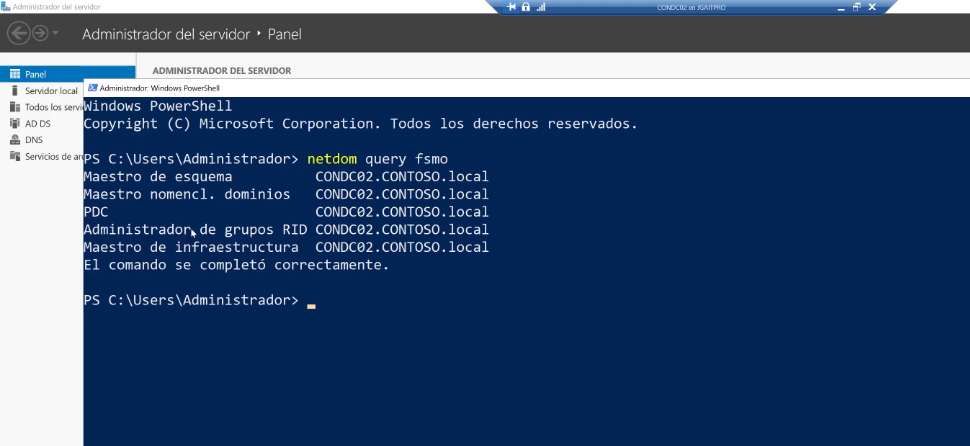 Administrador del servidor
CONDC02 en JGAITPRO
Administrador del servidor • Panel
Panel
Servidor local
Todos los servi
AD DS
DNS
Servicios de arc
ADMINISTRADOR DEL SERVIDOR
Administrador: Windows PowerShell
Windows PowerShell
Copyright (C) Microsoft Corporation. Todos los derechos reservados.
PS C:\Users\Administrador> netdom query fsmo
Maestro de esquema CONDC02.CONTOSO.local
Maestro nomencl. dominios CONDC02.CONTOSO.local
PDC CONDC02.CONTOSO.local
Administrador de grupos RID CONDC02.CONTOSO.local
Maestro de infraestructura CONDC02.CONTOSO.local
El comando se completó correctamente.
PS C:\Users\Administrador>